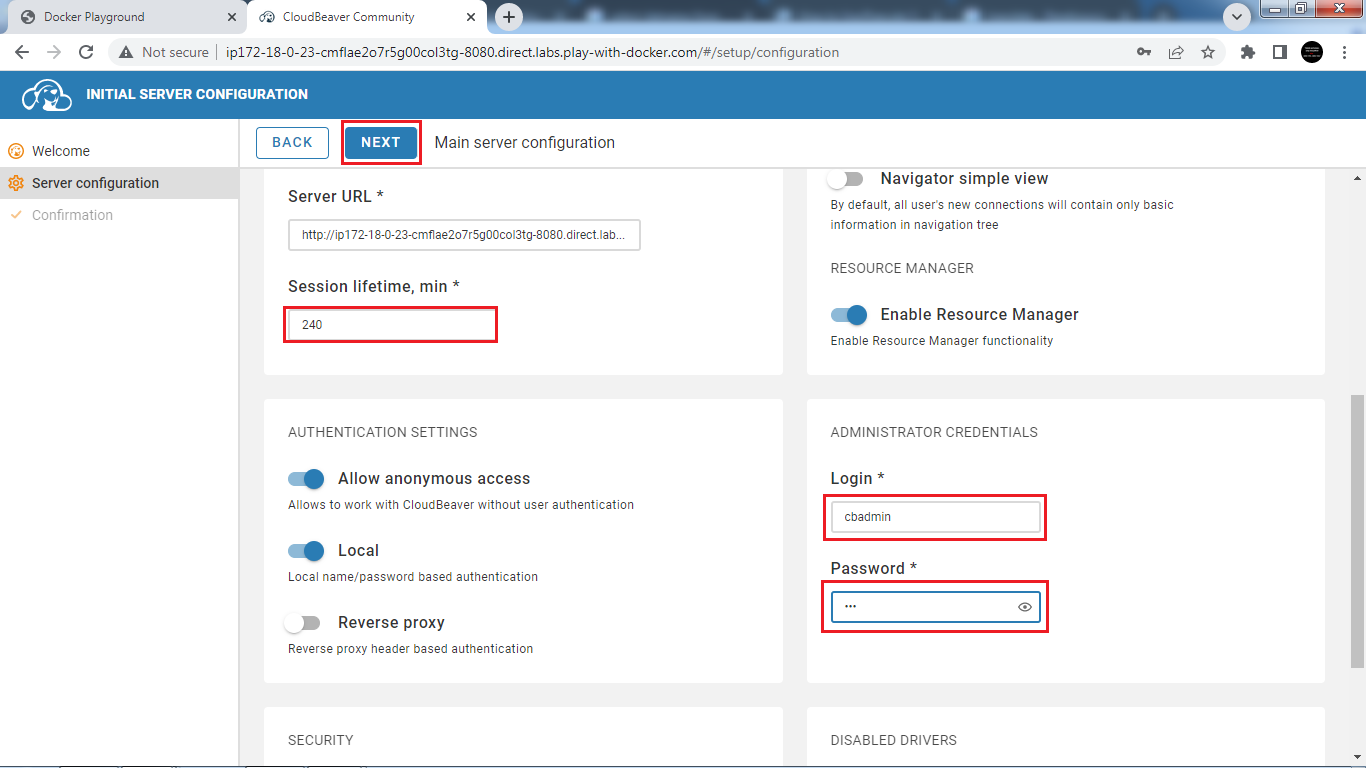 Docker Playground
CloudBeaver Community
Not secure
ip172-18-0-23-cmflae2o7r5g00col3tg-8080.direct.labs.play-with-docker.com/#/setup/configuration
INITIAL SERVER CONFIGURATION
Welcome
Server configuration
Confirmation
BACK
NEXT
Main server configuration
Server URL *
http://ip172-18-0-23-cmflae2o7r5g00col3tg-8080.direct.lab...
Session lifetime, min *
240
Navigator simple view
By default, all user's new connections will contain only basic
information in navigation tree
RESOURCE MANAGER
Enable Resource Manager
Enable Resource Manager functionality
AUTHENTICATION SETTINGS
Allow anonymous access
Allows to work with CloudBeaver without user authentication
Local
Local name/password based authentication
Reverse proxy
Reverse proxy header based authentication
ADMINISTRATOR CREDENTIALS
Login *
cbadmin
Password *
•••
SECURITY
DISABLED DRIVERS